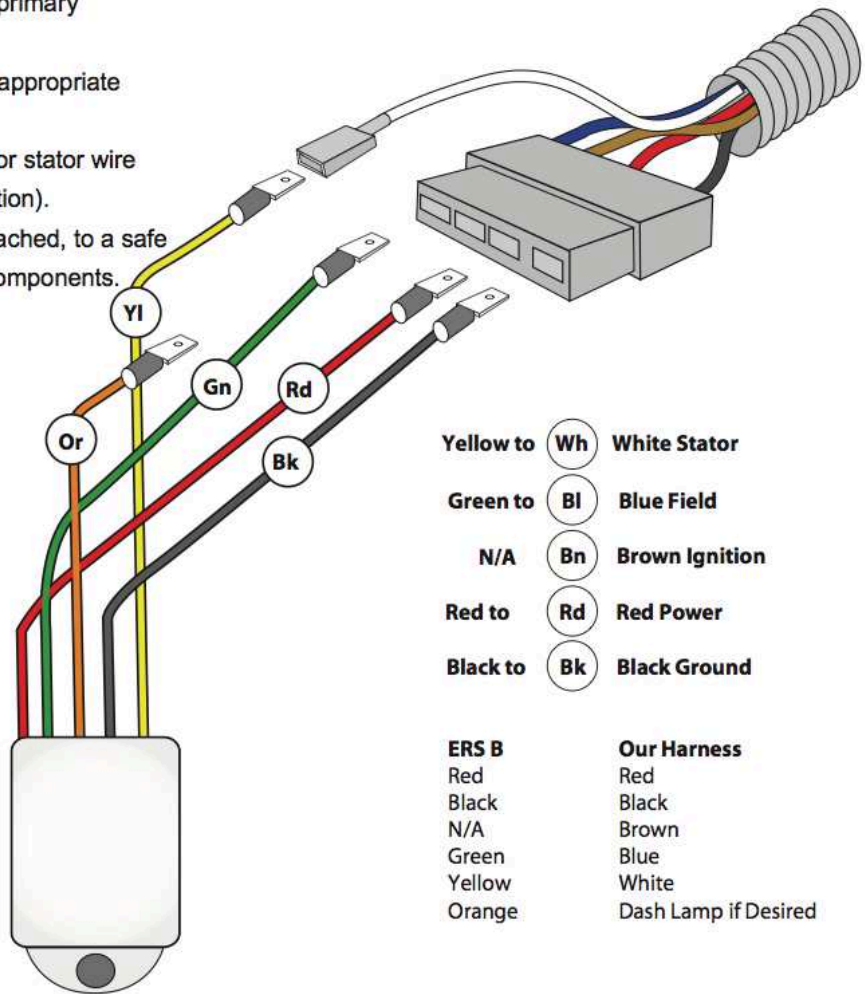 primary
appropriate
or stator wire
tion).
ached, to a safe
omponents.
Yl
Gn
Rd
Or
Bk
Yellow to Wh White Stator
Green to Bl Blue Field
N/A Bn Brown Ignition
Red to Rd Red Power
Black to Bk Black Ground
ERS B Our Harness
Red Red
Black Black
N/A Brown
Green Blue
Yellow White
Orange Dash Lamp if Desired